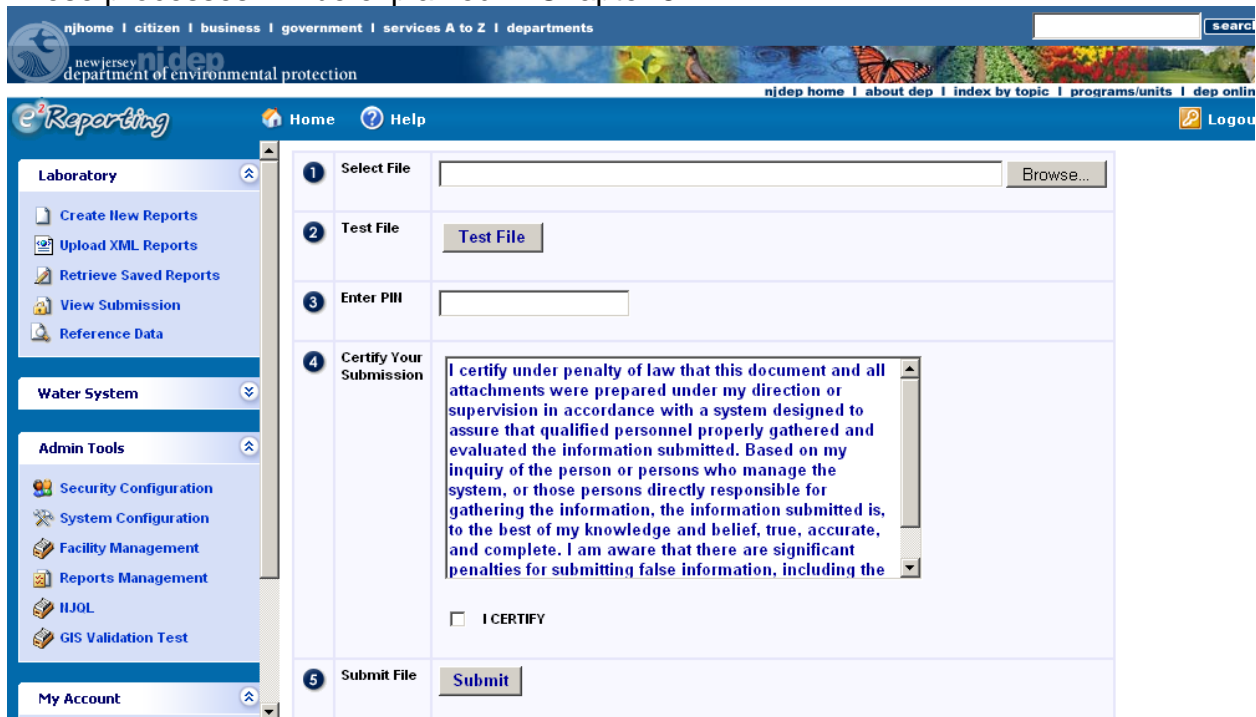 njhome I citizen I business I government I services A to Z I departments
search
newjersey njdep
department of environmental protection
njdep home I about dep I index by topic I programs/units I dep onlin
e2Reporting
Home
Help
Logou
Laboratory
Create New Reports
Upload XML Reports
Retrieve Saved Reports
View Submission
Reference Data
Water System
Admin Tools
Security Configuration
System Configuration
Facility Management
Reports Management
NJQL
GIS Validation Test
My Account
1 Select File
Browse...
2 Test File
Test File
3 Enter PIN
4 Certify Your
Submission
I certify under penalty of law that this document and all
attachments were prepared under my direction or
supervision in accordance with a system designed to
assure that qualified personnel properly gathered and
evaluated the information submitted. Based on my
inquiry of the person or persons who manage the
system, or those persons directly responsible for
gathering the information, the information submitted is,
to the best of my knowledge and belief, true, accurate,
and complete. I am aware that there are significant
penalties for submitting false information, including the
I CERTIFY
5 Submit File
Submit